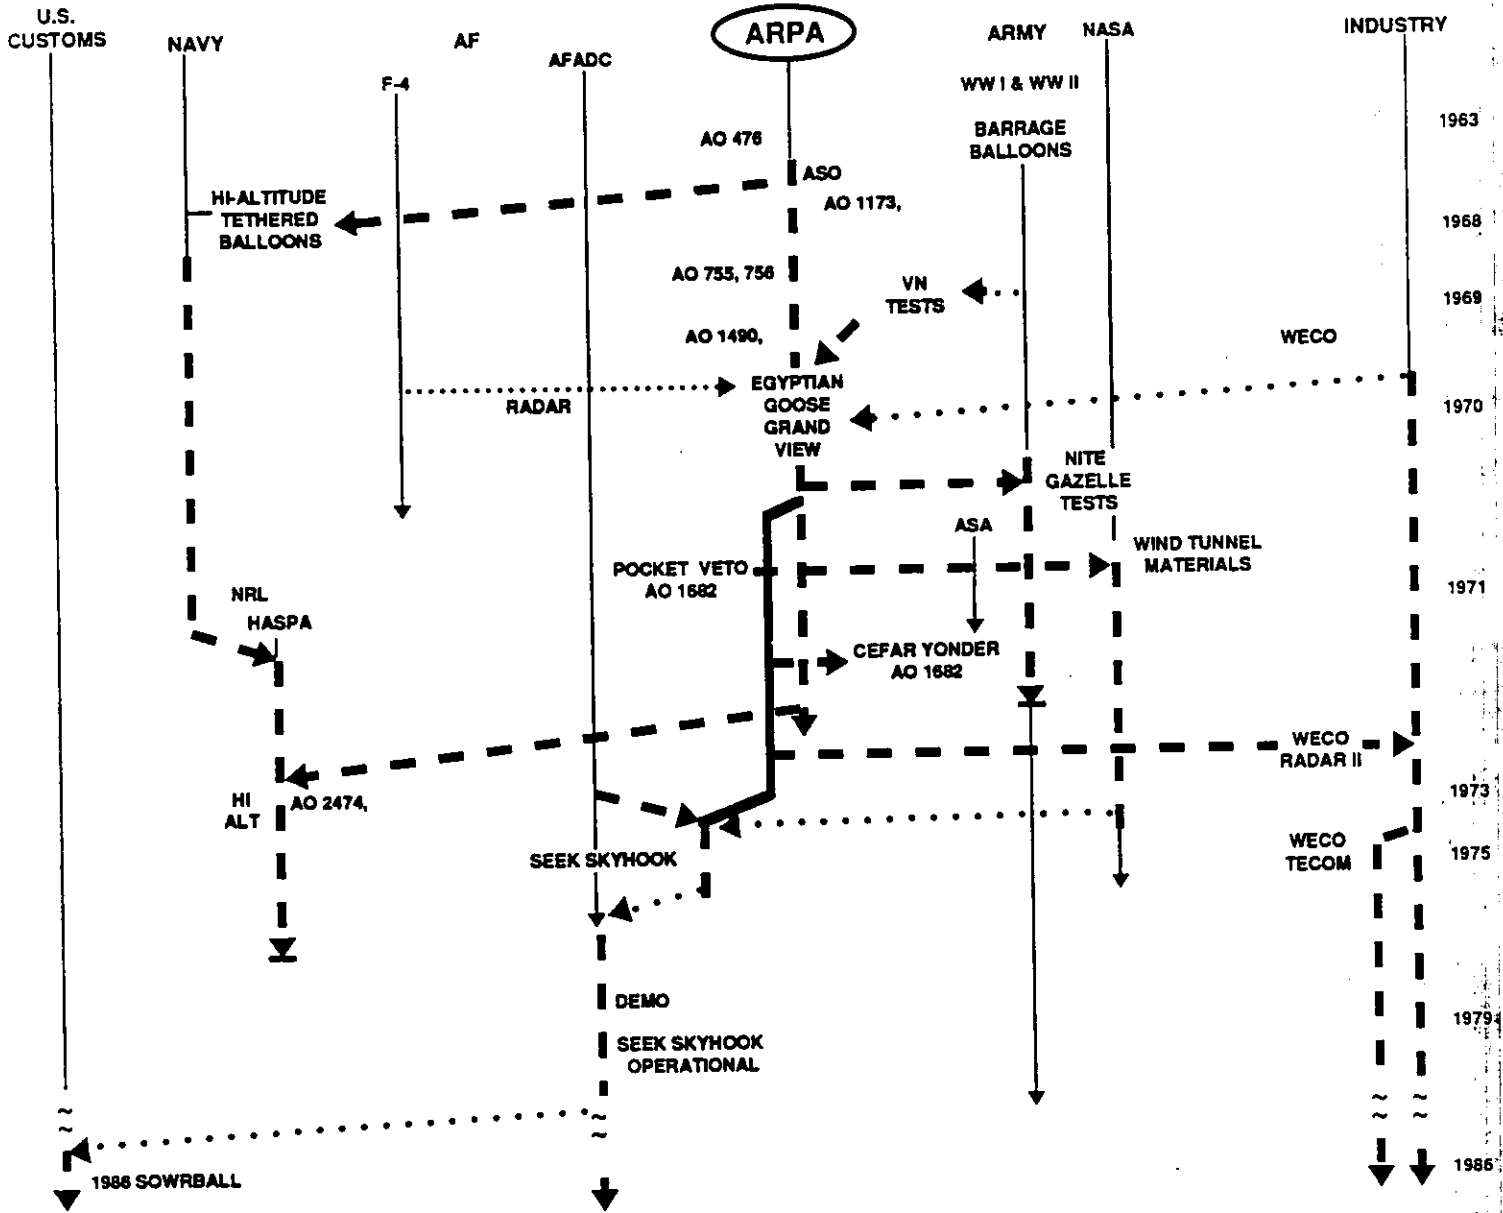 U.S.
CUSTOMS
NAVY
AF
F-4
AFADC
ARPA
ARMY
NASA
INDUSTRY
WW I & WW II
BARRAGE
BALLOONS
1963
AO 476
ASO
AO 1173,
HI-ALTITUDE
TETHERED
BALLOONS
1968
AO 755, 756
VN
TESTS
1969
AO 1490,
WECO
RADAR
EGYPTIAN
GOOSE
GRAND
VIEW
1970
NITE
GAZELLE
TESTS
ASA
WIND TUNNEL
MATERIALS
POCKET VETO
AO 1682
1971
NRL
HASPA
CEFAR YONDER
AO 1682
WECO
RADAR II
HI
ALT
AO 2474,
1973
SEEK SKYHOOK
WECO
TECOM
1975
DEMO
1979
SEEK SKYHOOK
OPERATIONAL
~
~
~
~
~
~
~
~
1986 SOWRBALL
1986